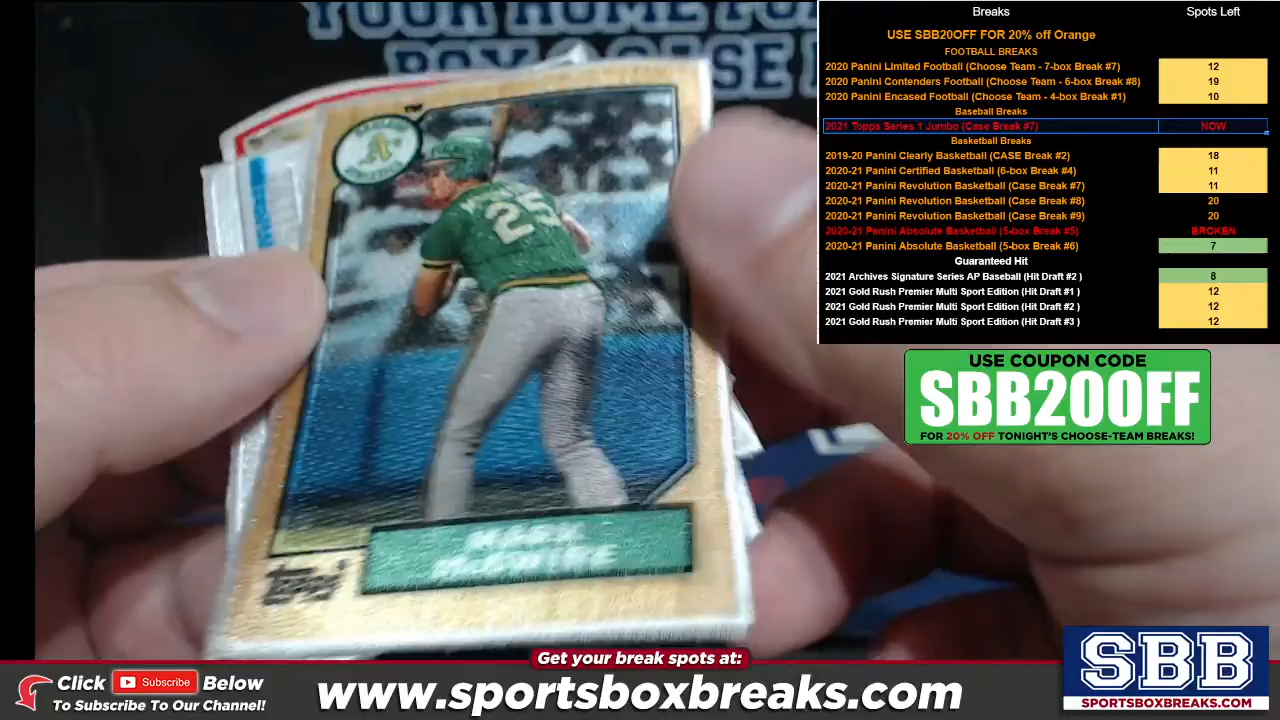 YOUR HOME FOR
BOX & CASE
25
MARK
McGWIRE
Topps
Breaks Spots Left
USE SBB20OFF FOR 20% off Orange
FOOTBALL BREAKS
2020 Panini Limited Football (Choose Team - 7-box Break #7) 12
2020 Panini Contenders Football (Choose Team - 6-box Break #8) 19
2020 Panini Encased Football (Choose Team - 4-box Break #1) 10
Baseball Breaks
2021 Topps Series 1 Jumbo (Case Break #7) NOW
Basketball Breaks
2019-20 Panini Clearly Basketball (CASE Break #2) 18
2020-21 Panini Certified Basketball (6-box Break #4) 11
2020-21 Panini Revolution Basketball (Case Break #7) 11
2020-21 Panini Revolution Basketball (Case Break #8) 20
2020-21 Panini Revolution Basketball (Case Break #9) 20
2020-21 Panini Absolute Basketball (5-box Break #5) BROKEN
2020-21 Panini Absolute Basketball (5-box Break #6) 7
Guaranteed Hit
2021 Archives Signature Series AP Baseball (Hit Draft #2 ) 8
2021 Gold Rush Premier Multi Sport Edition (Hit Draft #1 ) 12
2021 Gold Rush Premier Multi Sport Edition (Hit Draft #2 ) 12
2021 Gold Rush Premier Multi Sport Edition (Hit Draft #3 ) 12
USE COUPON CODE
SBB20OFF
FOR 20% OFF TONIGHT'S CHOOSE-TEAM BREAKS!
Get your break spots at:
Click Subscribe Below
To Subscribe To Our Channel!
www.sportsboxbreaks.com
SBB
SPORTSBOXBREAKS.COM